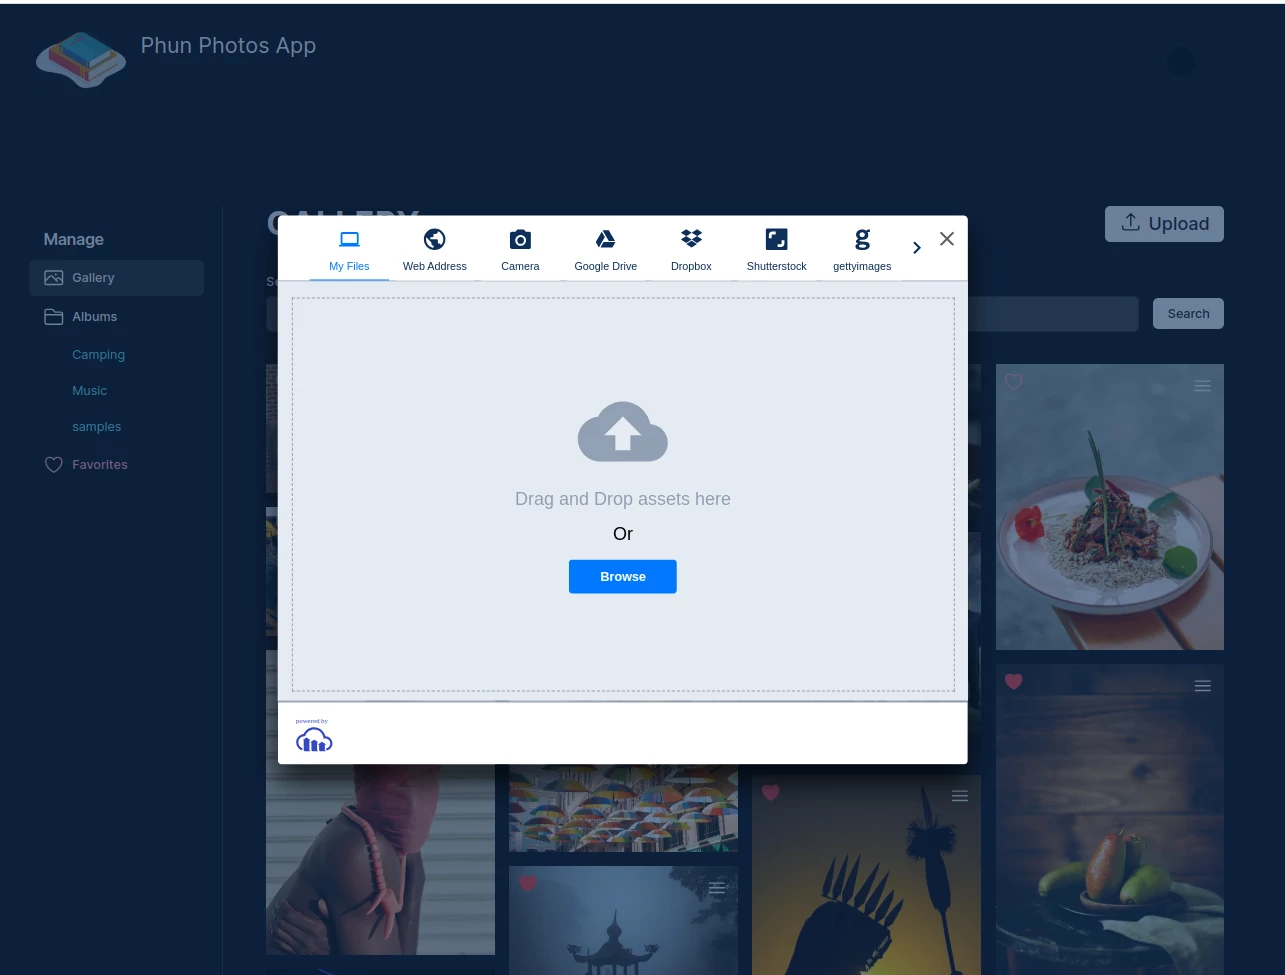 Phun Photos App
GALLERY
Upload
Manage
Gallery
Albums
Camping
Music
samples
Favorites
My Files
Web Address
Camera
Google Drive
Dropbox
Shutterstock
gettyimages
Search
Drag and Drop assets here
Or
Browse
powered by